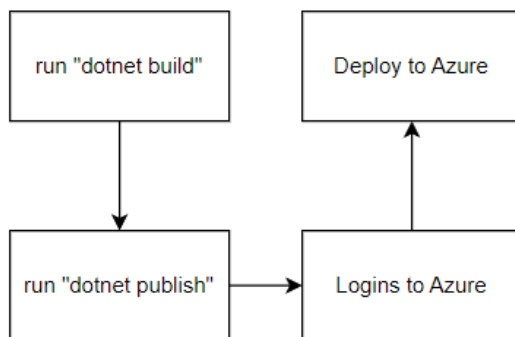 run "dotnet build"
Deploy to Azure
run "dotnet publish"
Logins to Azure